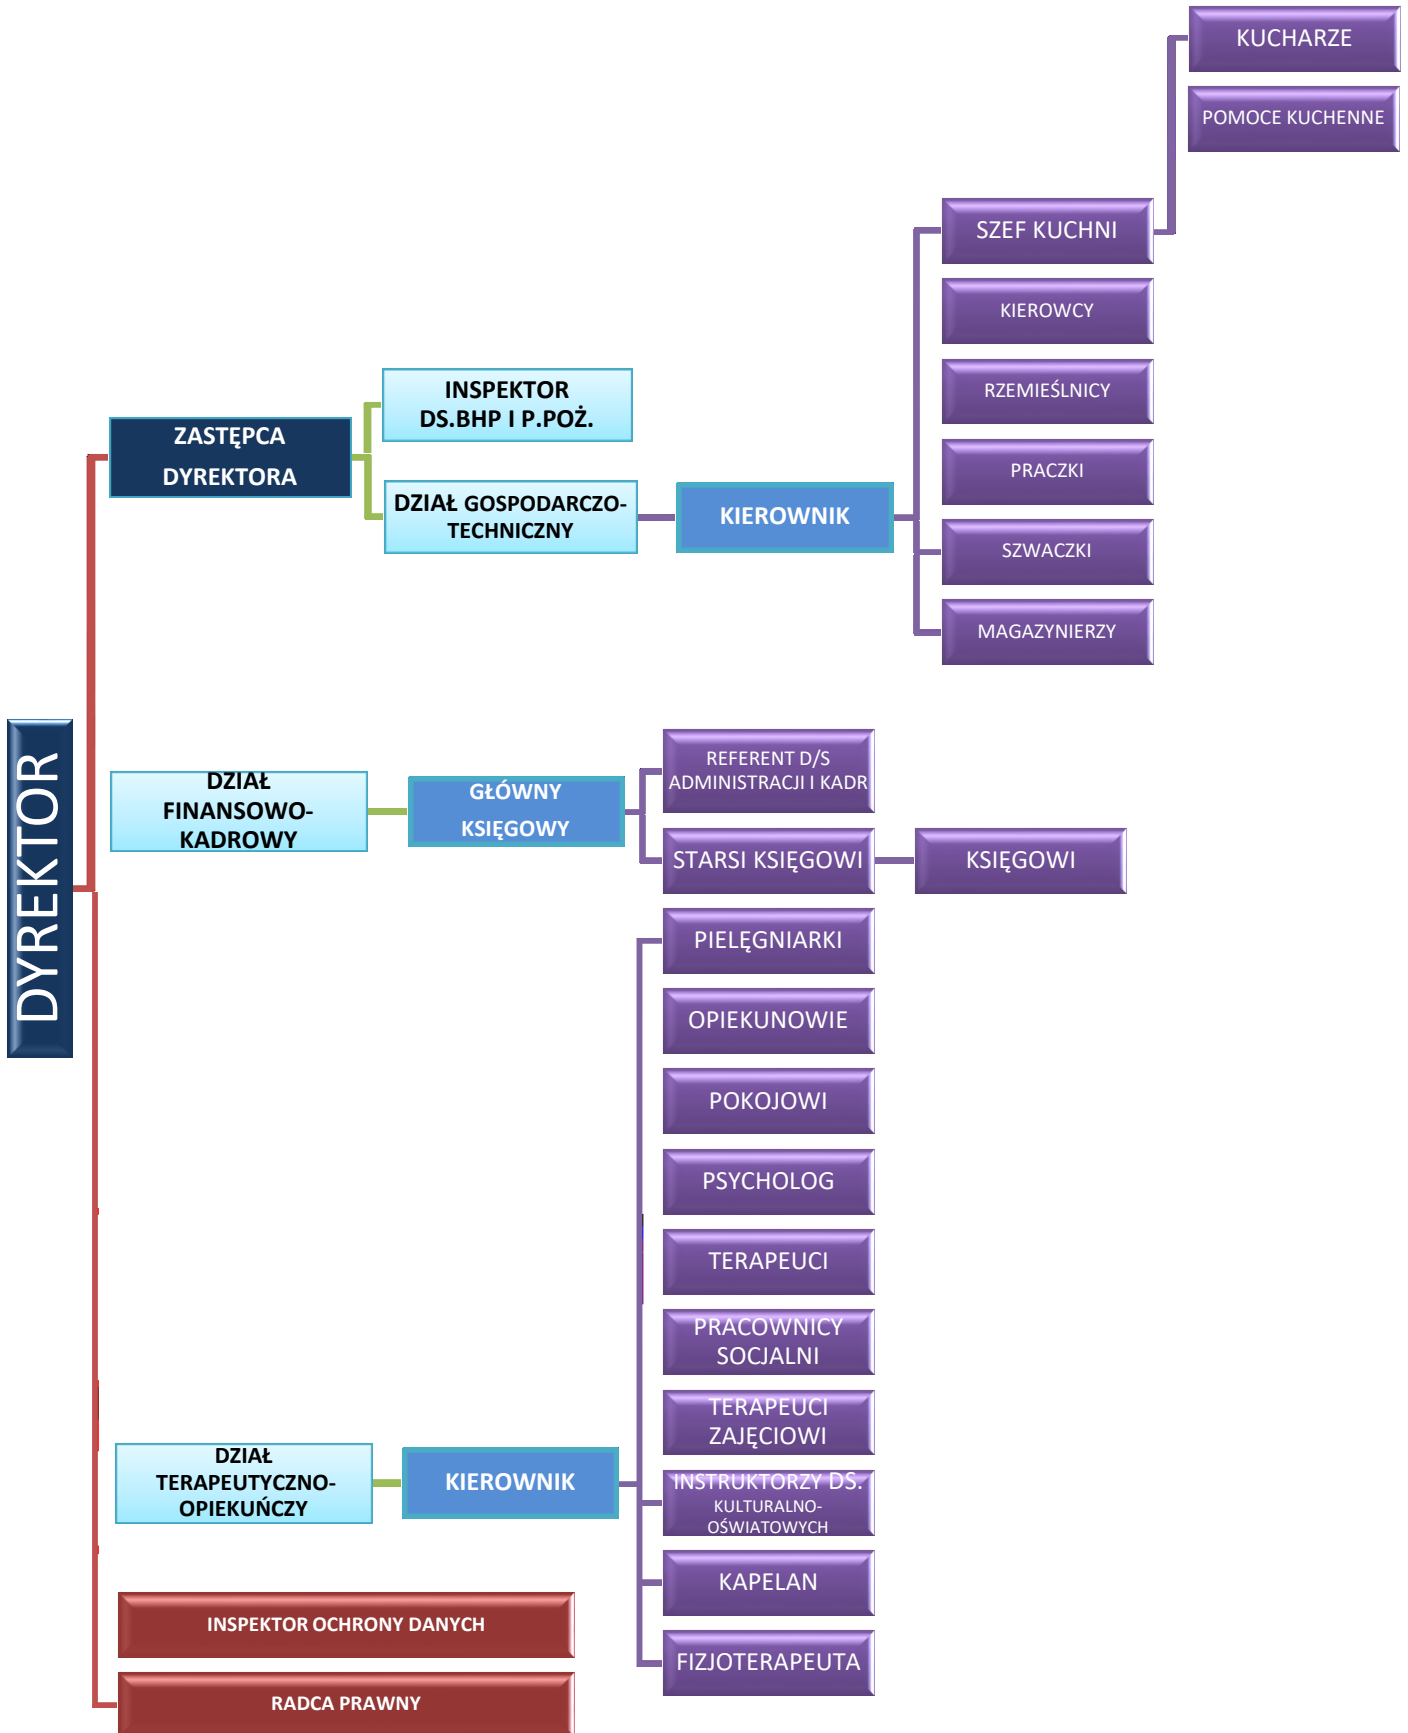 KUCHARZE
POMOCE KUCHENNE
SZEF KUCHNI
KIEROWCY
RZEMIEŚLNICY
PRACZKI
SZWACZKI
MAGAZYNIERZY
INSPEKTOR
DS.BHP I P.POŻ.
ZASTĘPCA
DYREKTORA
DZIAŁ GOSPODARCZO-
TECHNICZNY
KIEROWNIK
DYREKTOR
DZIAŁ
FINANSOWO-
KADROWY
GŁÓWNY
KSIĘGOWY
REFERENT D/S
ADMINISTRACJI I KADR
STARSI KSIĘGOWI
KSIĘGOWI
PIELĘGNIARKI
OPIEKUNOWIE
POKOJOWI
PSYCHOLOG
TERAPEUCI
PRACOWNICY
SOCJALNI
TERAPEUCI
ZAJĘCIOWI
DZIAŁ
TERAPEUTYCZNO-
OPIEKUŃCZY
KIEROWNIK
INSTRUKTORZY DS.
KULTURALNO-
OŚWIATOWYCH
KAPELAN
FIZJOTERAPEUTA
INSPEKTOR OCHRONY DANYCH
RADCA PRAWNY